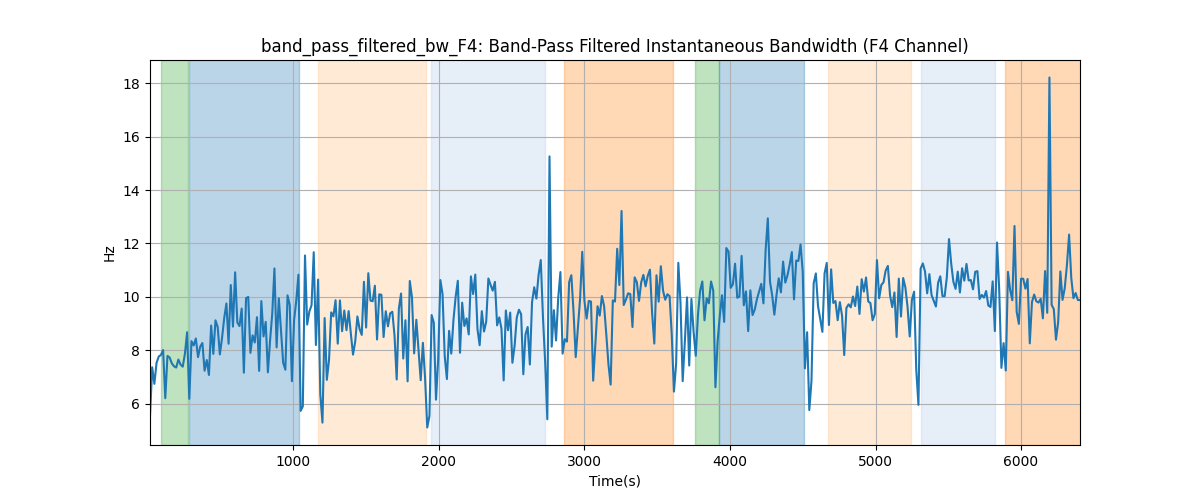 band_pass_filtered_bw_F4: Band-Pass Filtered Instantaneous Bandwidth (F4 Channel)
18
16
14
12
10
8
6
Hz
1000 2000 3000 4000 5000 6000
Time(s)